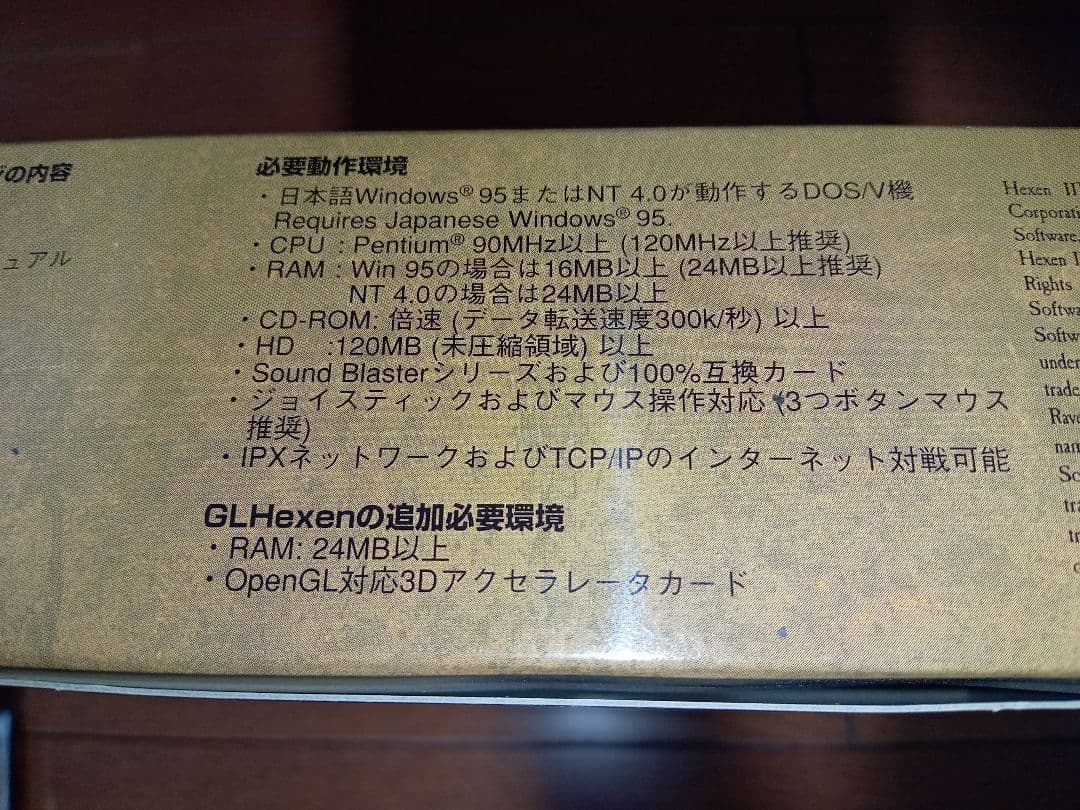 の内容
ュアル
必要動作環境
・日本語Windows® 95またはNT 4.0が動作するDOS/V機
Requires Japanese Windows® 95.
・CPU : Pentium® 90MHz以上 (120MHz以上推奨)
・RAM : Win 95の場合は16MB以上 (24MB以上推奨)
NT 4.0の場合は24MB以上
・CD-ROM: 倍速 (データ転送速度300k/秒) 以上
・HD :120MB (未圧縮領域) 以上
・Sound Blasterシリーズおよび100%互換カード
・ジョイスティックおよびマウス操作対応 (3つボタンマウス
推奨)
・IPXネットワークおよびTCP/IPのインターネット対戦可能
GLHexenの追加必要環境
・RAM: 24MB以上
・OpenGL対応3Dアクセラレータカード
Hexen II
Corporati
Software.
Hexen I
Rights
Softwa
Softw
under
trade
Rav
nam
So
tra
tr